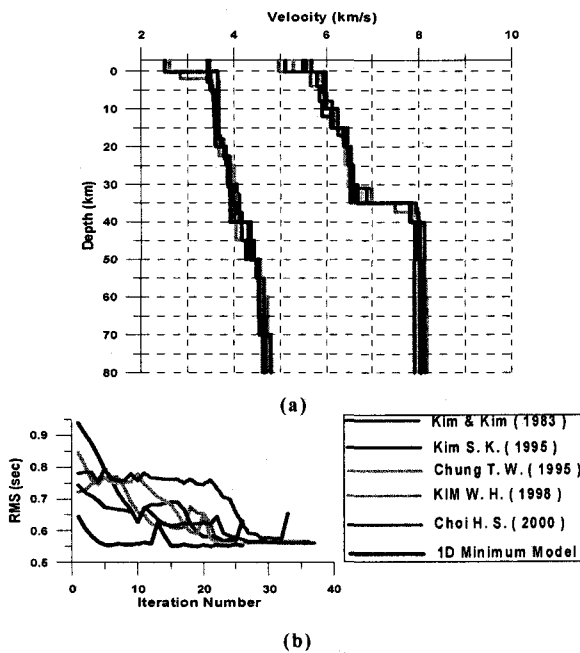 Velocity (km/s)
2 4 6 8 10
0
10
20
30
40
50
60
70
80
Depth (km)
(a)
0.9
0.8
0.7
0.6
0.5
RMS (sec)
0 10 20 30 40
Iteration Number
Kim & Kim ( 1983 )
Kim S. K. ( 1995 )
Chung T. W. ( 1995 )
KIM W. H. ( 1998 )
Choi H. S. ( 2000 )
1D Minimum Model
(b)